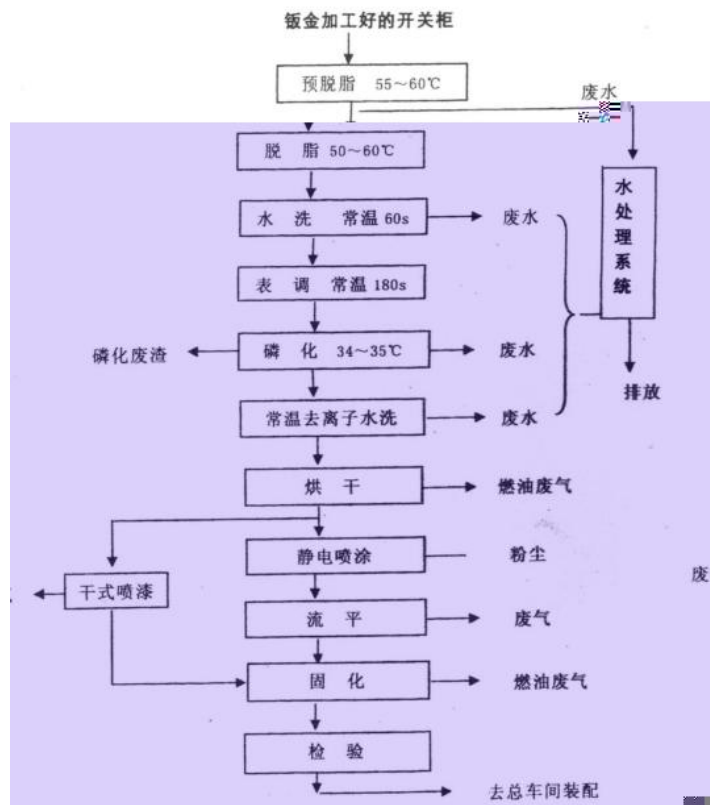 钣金加工好的开关柜
预脱脂 55～60℃
废水
脱 脂 50～60℃
水 洗 常温 60s
废水
水处理系统
表 调 常温 180s
磷化废渣
磷 化 34～35℃
废水
排放
常温去离子水洗
废水
烘 干
燃油废气
静电喷涂
粉尘
废
干式喷漆
流 平
废气
固 化
燃油废气
检 验
去总车间装配